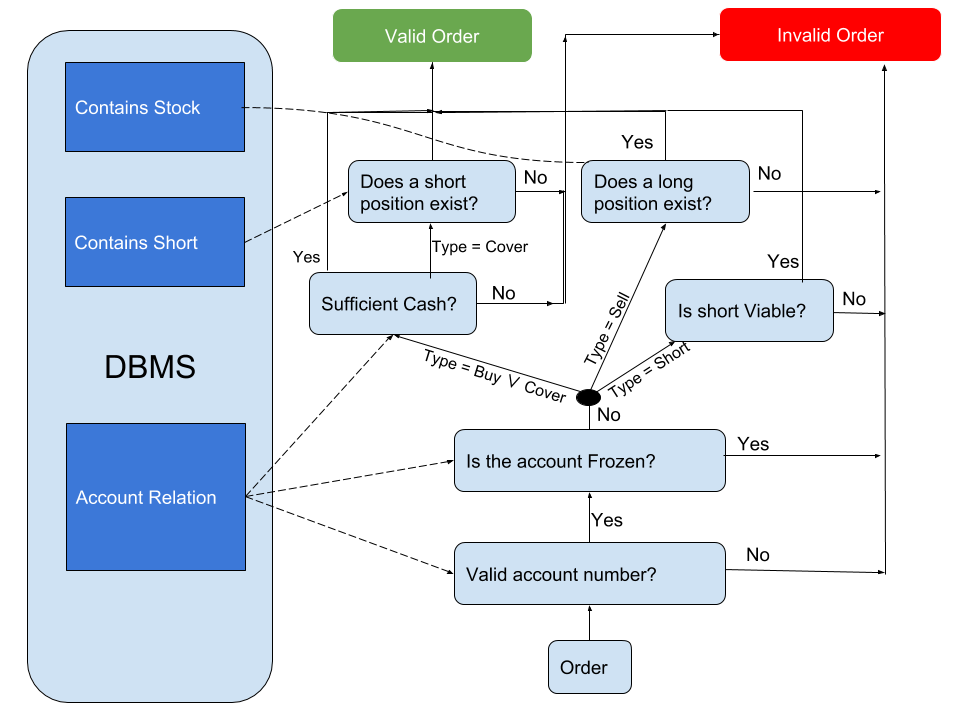 Valid Order
Invalid Order
Contains Stock
Yes
Does a short
position exist?
No
Does a long
position exist?
No
Contains Short
Type = Cover
Yes
Yes
Sufficient Cash?
No
Type = Sell
Is short Viable?
No
DBMS
Type = Buy ∨ Cover
Type = Short
No
Is the account Frozen?
Yes
Account Relation
Yes
Valid account number?
No
Order